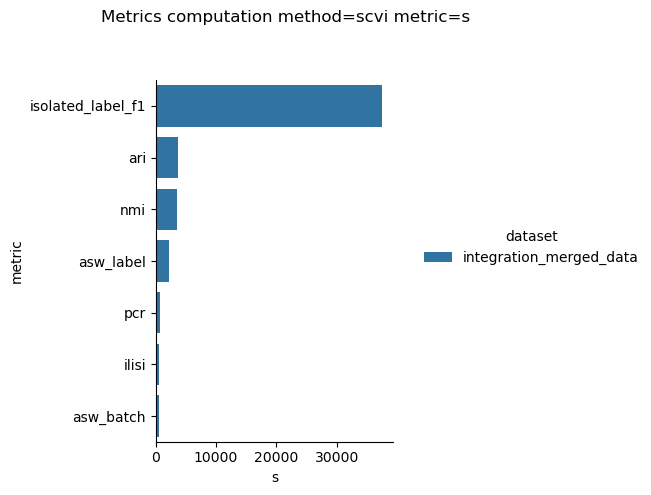 Metrics computation method=scvi metric=s
metric
isolated_label_f1
ari
nmi
asw_label
pcr
ilisi
asw_batch
0 10000 20000 30000
s
dataset
integration_merged_data